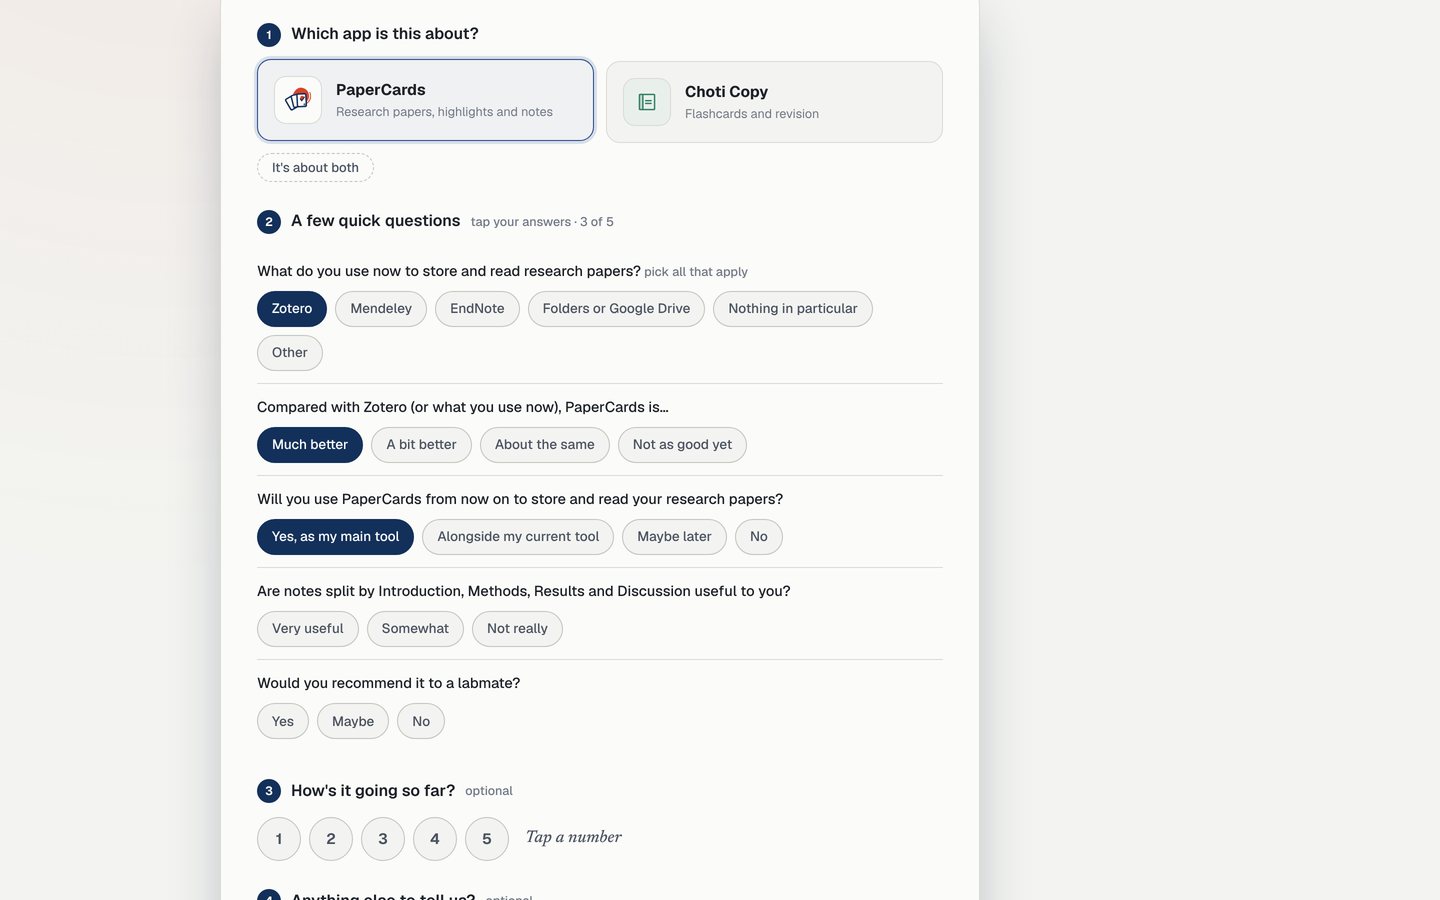 1 Which app is this about?
PaperCards
Research papers, highlights and notes
Choti Copy
Flashcards and revision
It's about both
2 A few quick questions tap your answers · 3 of 5
What do you use now to store and read research papers? pick all that apply
Zotero Mendeley EndNote Folders or Google Drive Nothing in particular
Other
Compared with Zotero (or what you use now), PaperCards is...
Much better A bit better About the same Not as good yet
Will you use PaperCards from now on to store and read your research papers?
Yes, as my main tool Alongside my current tool Maybe later No
Are notes split by Introduction, Methods, Results and Discussion useful to you?
Very useful Somewhat Not really
Would you recommend it to a labmate?
Yes Maybe No
3 How's it going so far? optional
1 2 3 4 5 Tap a number
4 Anything else to tell us? optional